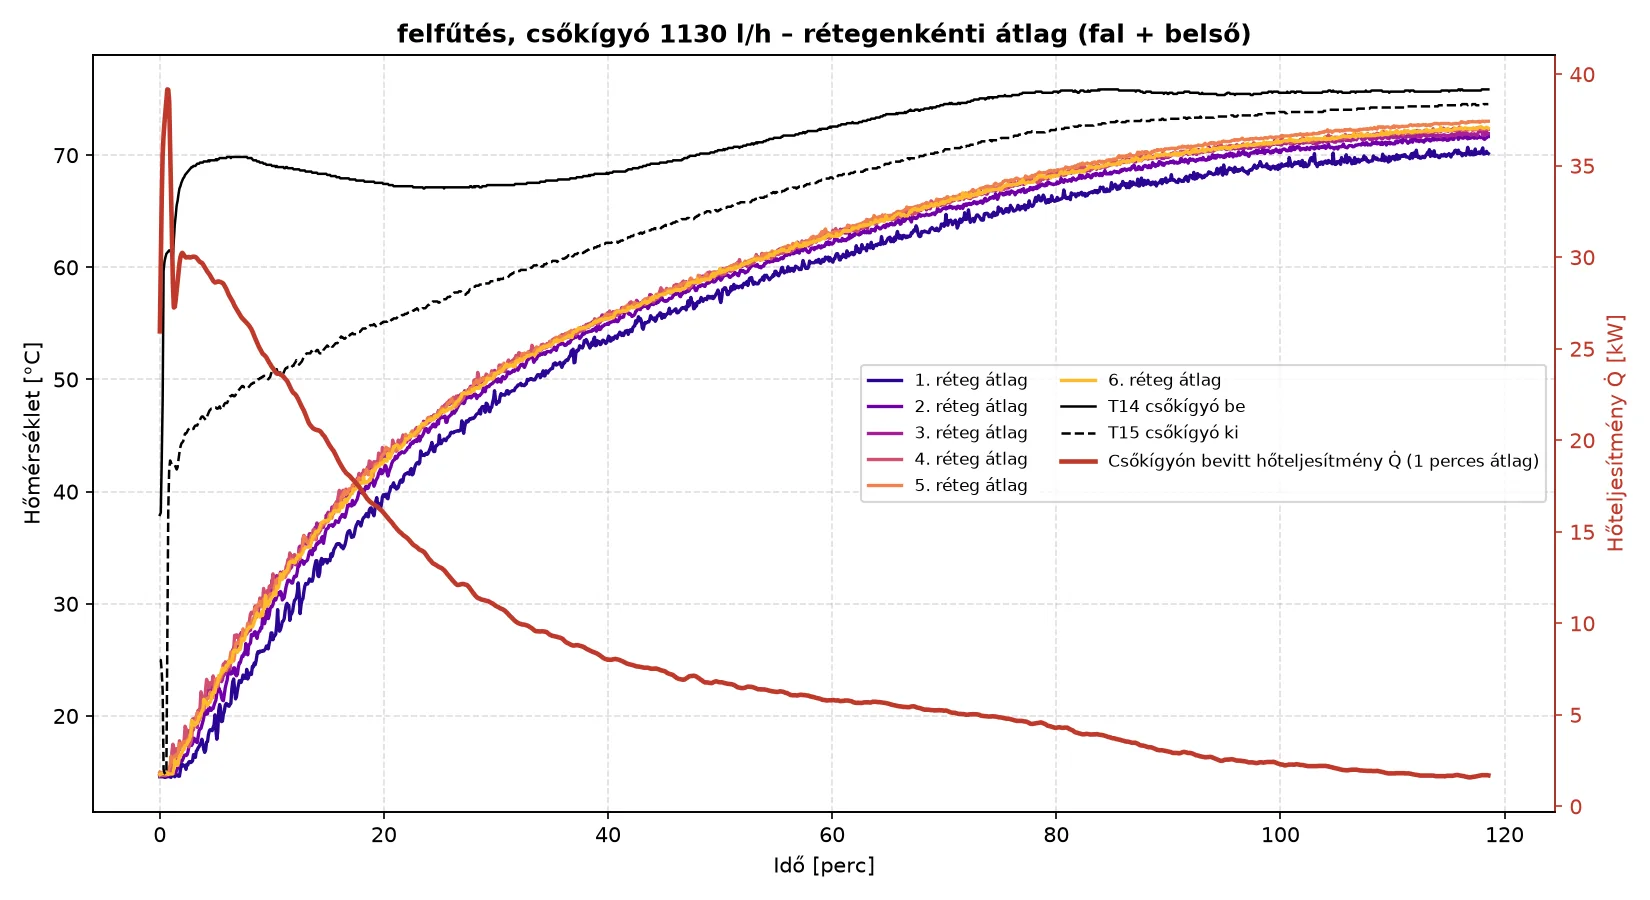 felfűtés, csőkígyó 1130 l/h – rétegenkénti átlag (fal + belső)
Hőmérséklet [°C]
70
60
50
40
30
20
40
35
30
25
20
15
10
5
0
Hőteljesítmény Q̇ [kW]
1. réteg átlag
2. réteg átlag
3. réteg átlag
4. réteg átlag
5. réteg átlag
6. réteg átlag
T14 csőkígyó be
T15 csőkígyó ki
Csőkígyón bevitt hőteljesítmény Q̇ (1 perces átlag)
0 20 40 60 80 100 120
Idő [perc]